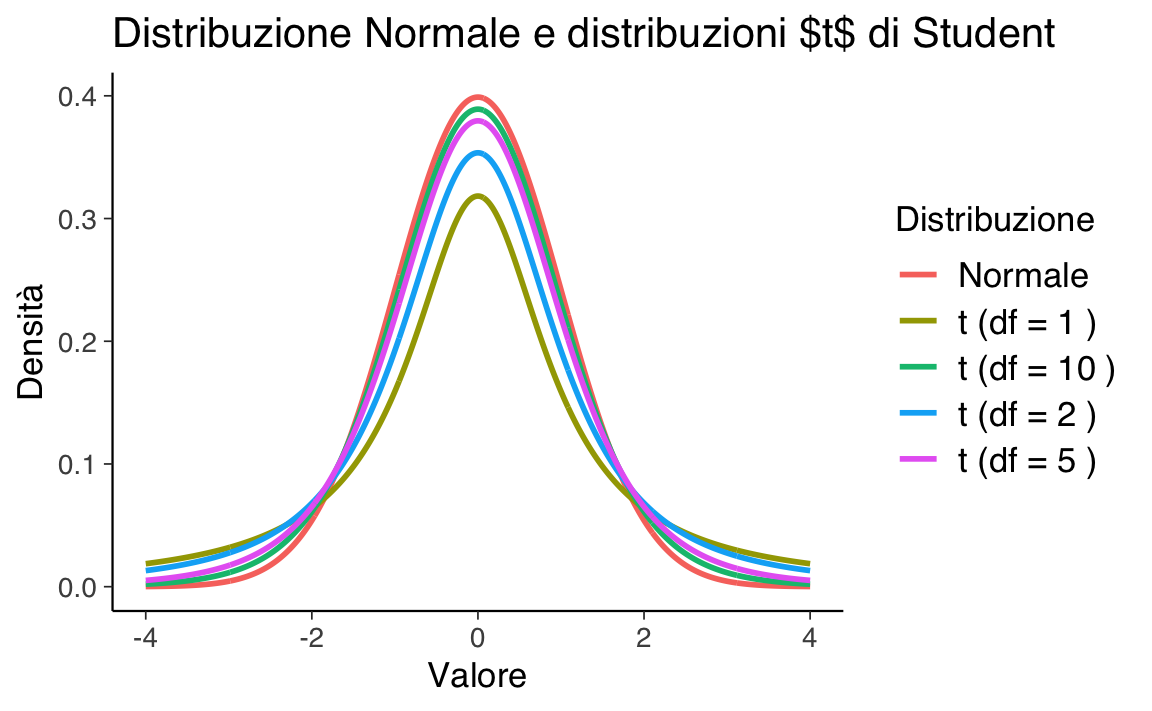 Distribuzione Normale e distribuzioni $t$ di Student
Densità
0.4
0.3
0.2
0.1
0.0
-4
-2
0
2
4
Valore
Distribuzione
Normale
t (df = 1 )
t (df = 10 )
t (df = 2 )
t (df = 5 )